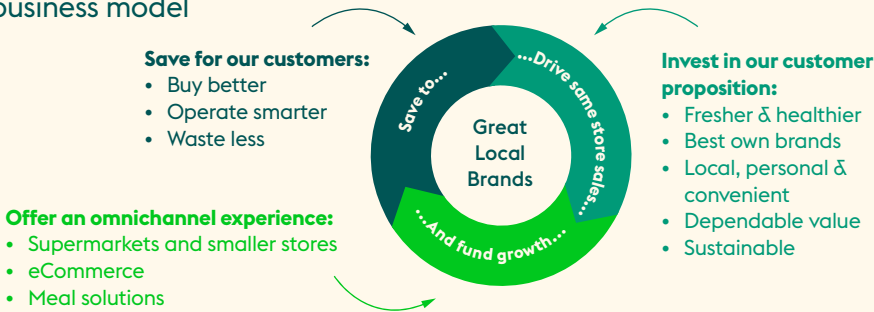 business model
Save for our customers:
• Buy better
• Operate smarter
• Waste less
Save to...
...Drive same store sales...
...And fund growth...
Great
Local
Brands
Invest in our customer
proposition:
• Fresher & healthier
• Best own brands
• Local, personal &
convenient
• Dependable value
• Sustainable
Offer an omnichannel experience:
• Supermarkets and smaller stores
• eCommerce
• Meal solutions